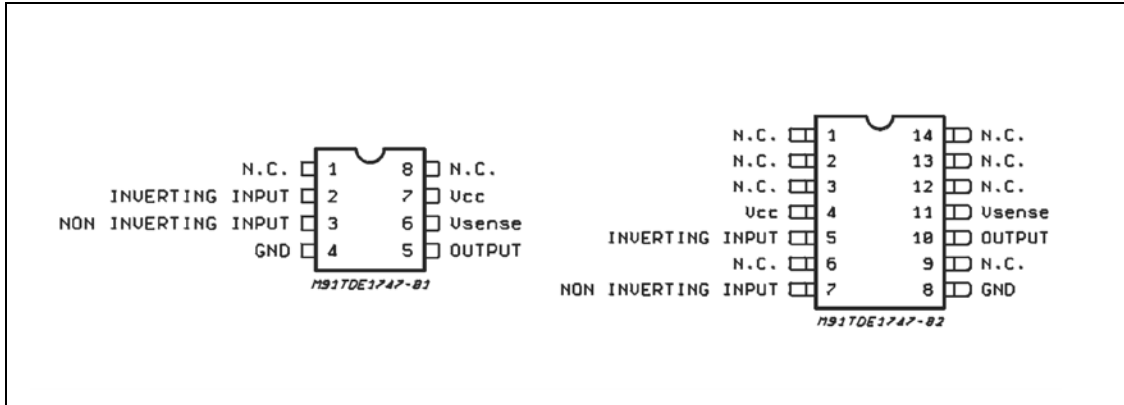 N.C. 1 8 N.C.
INVERTING INPUT 2 7 Vcc
NON INVERTING INPUT 3 6 Vsense
GND 4 5 OUTPUT
M91TDE1747-01
N.C. 1 14 N.C.
N.C. 2 13 N.C.
N.C. 3 12 N.C.
Vcc 4 11 Vsense
INVERTING INPUT 5 10 OUTPUT
N.C. 6 9 N.C.
NON INVERTING INPUT 7 8 GND
M91TDE1747-02